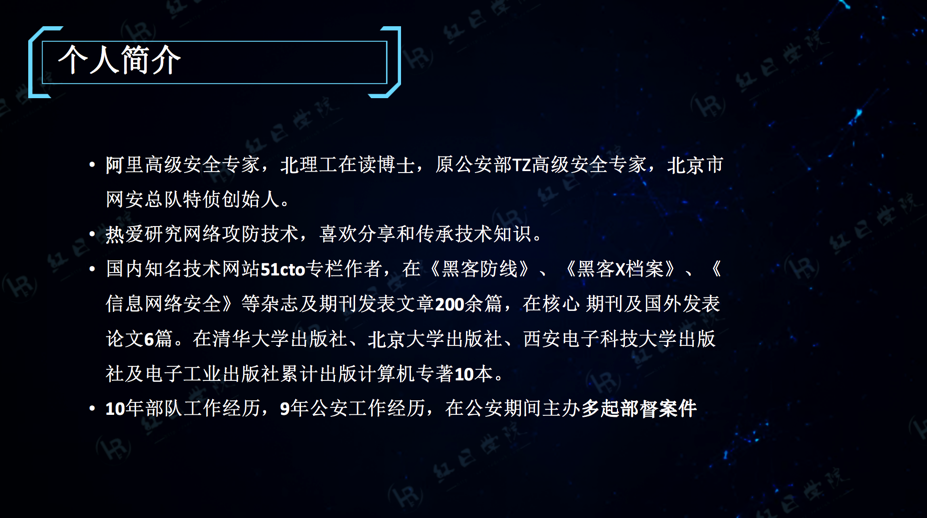 个人简介
• 阿里高级安全专家，北理工在读博士，原公安部TZ高级安全专家，北京市
网安总队特侦创始人。
• 热爱研究网络攻防技术，喜欢分享和传承技术知识。
• 国内知名技术网站51cto专栏作者，在《黑客防线》、《黑客X档案》、《
信息网络安全》等杂志及期刊发表文章200余篇，在核心 期刊及国外发表
论文6篇。在清华大学出版社、北京大学出版社、西安电子科技大学出版
社及电子工业出版社累计出版计算机专著10本。
• 10年部队工作经历，9年公安工作经历，在公安期间主办多起部督案件